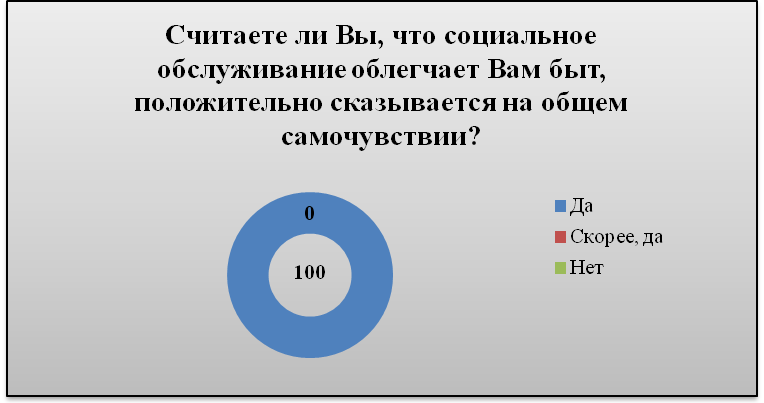 Считаете ли Вы, что социальное
обслуживание облегчает Вам быт,
положительно сказывается на общем
самочувствии?
0
100
Да
Скорее, да
Нет